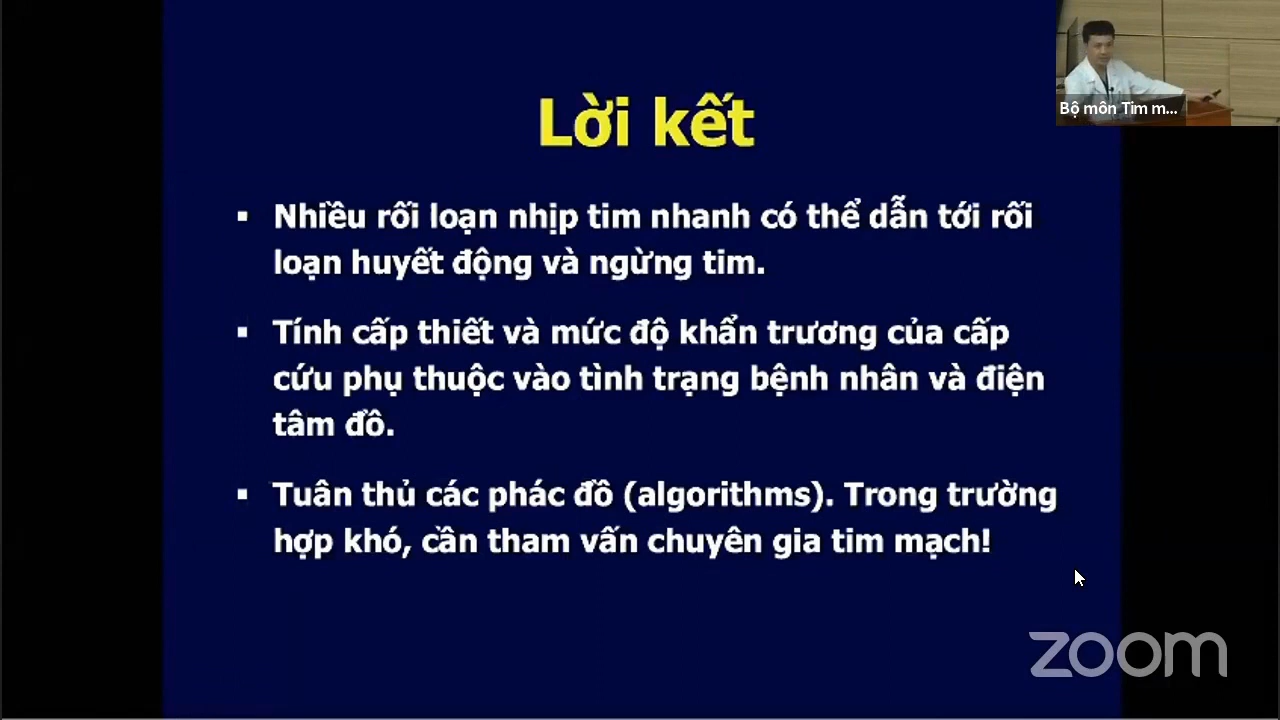 Bộ môn Tim m...
Lời kết
Nhiều rối loạn nhịp tim nhanh có thể dẫn tới rối
loạn huyết động và ngừng tim.
Tính cấp thiết và mức độ khẩn trương của cấp
cứu phụ thuộc vào tình trạng bệnh nhân và điện
tâm đồ.
Tuân thủ các phác đồ (algorithms). Trong trường
hợp khó, cần tham vấn chuyên gia tim mạch!
zoom